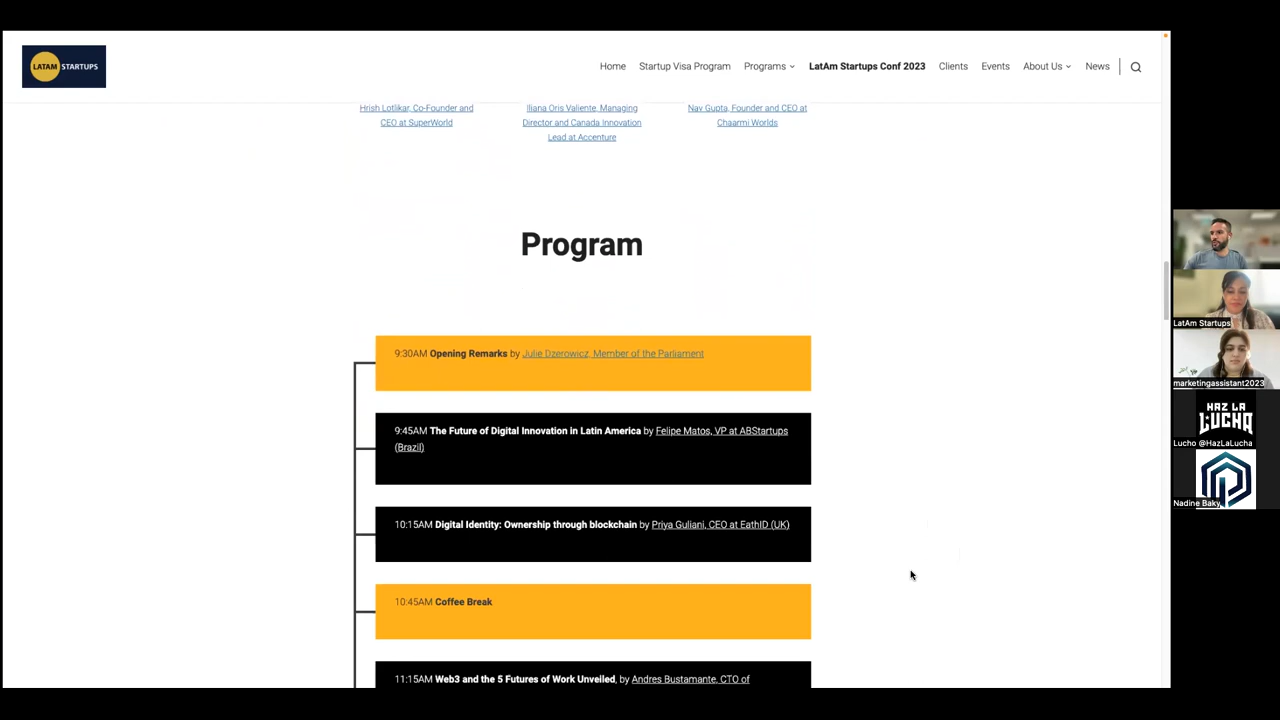 LATAM STARTUPS
Home Startup Visa Program Programs LatAm Startups Conf 2023 Clients Events About Us News
Hrish Lotlikar, Co-Founder and
CEO at SuperWorld
Iliana Oris Valiente, Managing
Director and Canada Innovation
Lead at Accenture
Nav Gupta, Founder and CEO at
Chaarmi Worlds
Program
9:30AM Opening Remarks by Julie Dzerowicz, Member of the Parliament
9:45AM The Future of Digital Innovation in Latin America by Felipe Matos, VP at ABStartups
(Brazil)
10:15AM Digital Identity: Ownership through blockchain by Priya Guliani, CEO at EathID (UK)
10:45AM Coffee Break
11:15AM Web3 and the 5 Futures of Work Unveiled, by Andres Bustamante, CTO of
LatAm Startups
marketingassistant2023
HAZ LA
LUCHA
Lucho @HazLaLucha
Nadine Baky